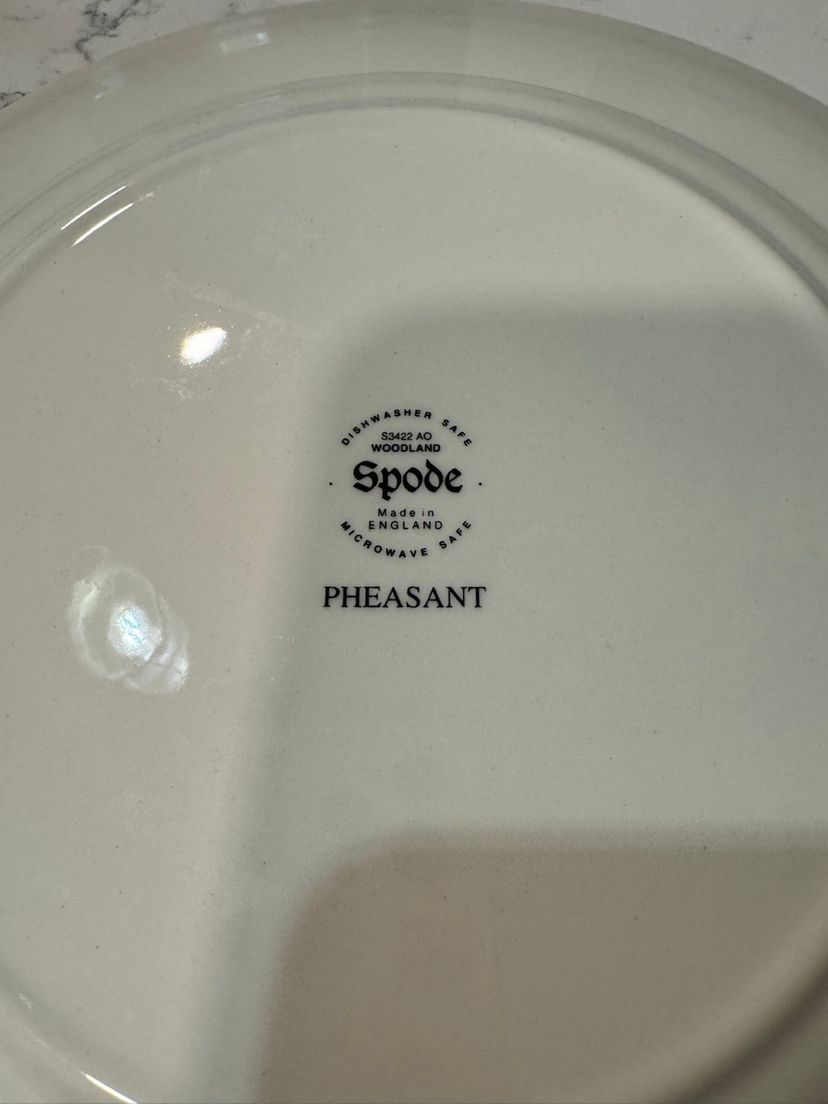 DISHWASHER SAFE
S3422 AO
WOODLAND
Spode
Made in
ENGLAND
MICROWAVE SAFE
PHEASANT